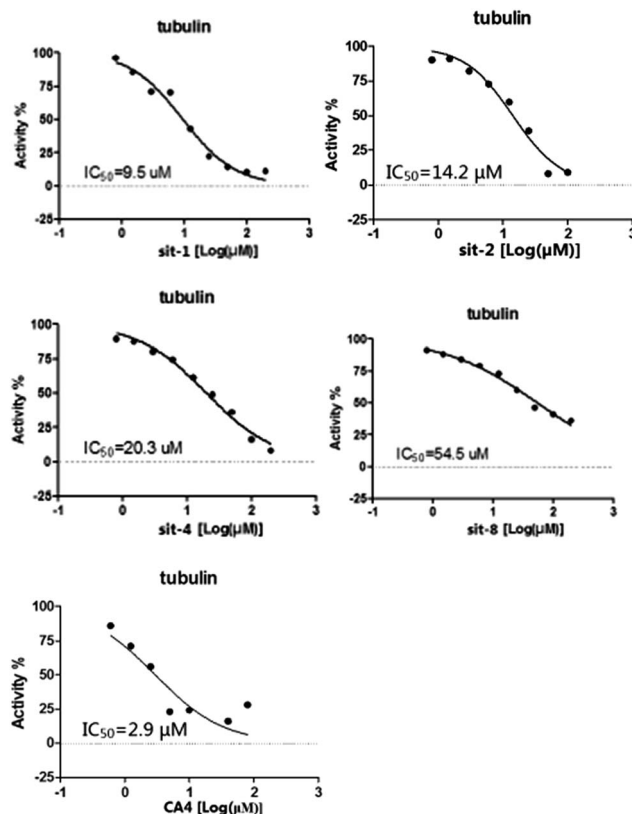 tubulin
Activity %
100
75
50
25
0
-25
IC50=9.5 uM
-1 0 1 2 3
sit-1 [Log(µM)]
tubulin
Activity %
100
75
50
25
0
-25
IC50=14.2 µM
-1 0 1 2 3
sit-2 [Log(µM)]
tubulin
Activity %
100
75
50
25
0
-25
IC50=20.3 uM
-1 0 1 2 3
sit-4 [Log(µM)]
tubulin
Activity %
100
75
50
25
0
-25
IC50=54.5 uM
-1 0 1 2 3
sit-8 [Log(µM)]
tubulin
Activity %
100
75
50
25
0
-25
IC50=2.9 µM
-1 0 1 2 3
CA4 [Log(µM)]